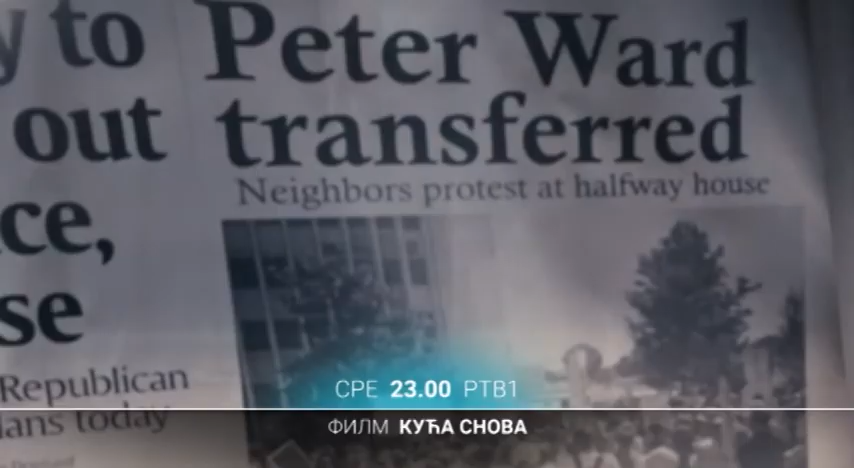 y to
out
ce,
se
Republican
lans today
Peter Ward
transferred
Neighbors protest at halfway house
СРЕ 23.00 РТВ1
ФИЛМ КУЋА СНОВА